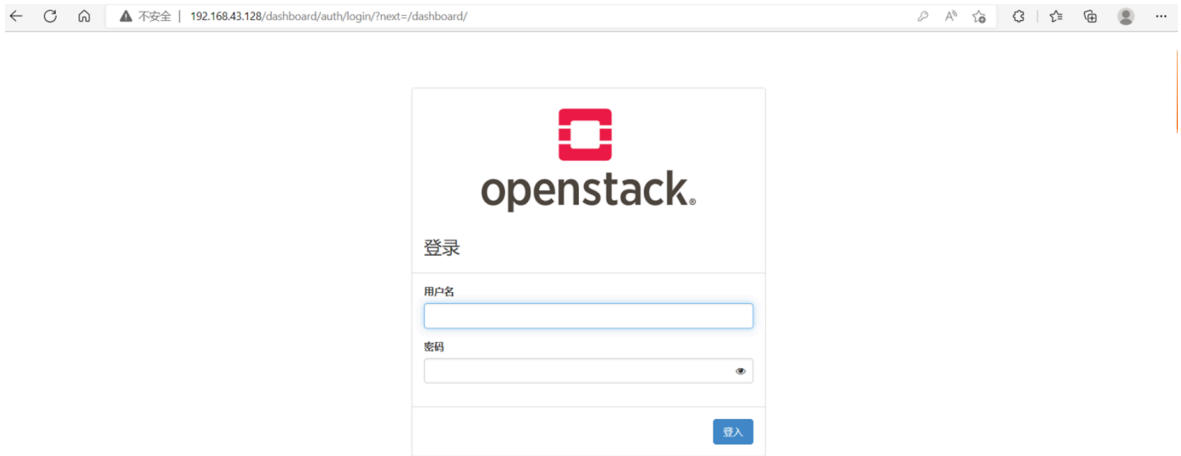 不安全 | 192.168.43.128/dashboard/auth/login/?next=/dashboard/
openstack®
登录
用户名
密码
登入